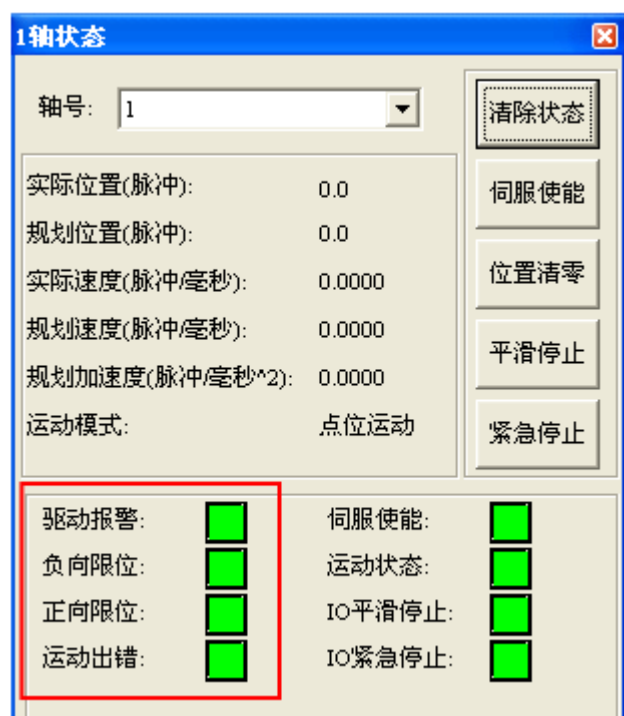 1轴状态
轴号: 1
清除状态
实际位置(脉冲): 0.0
伺服使能
规划位置(脉冲): 0.0
实际速度(脉冲/毫秒): 0.0000
位置清零
规划速度(脉冲/毫秒): 0.0000
平滑停止
规划加速度(脉冲/毫秒^2): 0.0000
运动模式: 点位运动
紧急停止
驱动报警: 伺服使能:
负向限位: 运动状态:
正向限位: IO平滑停止:
运动出错: IO紧急停止: